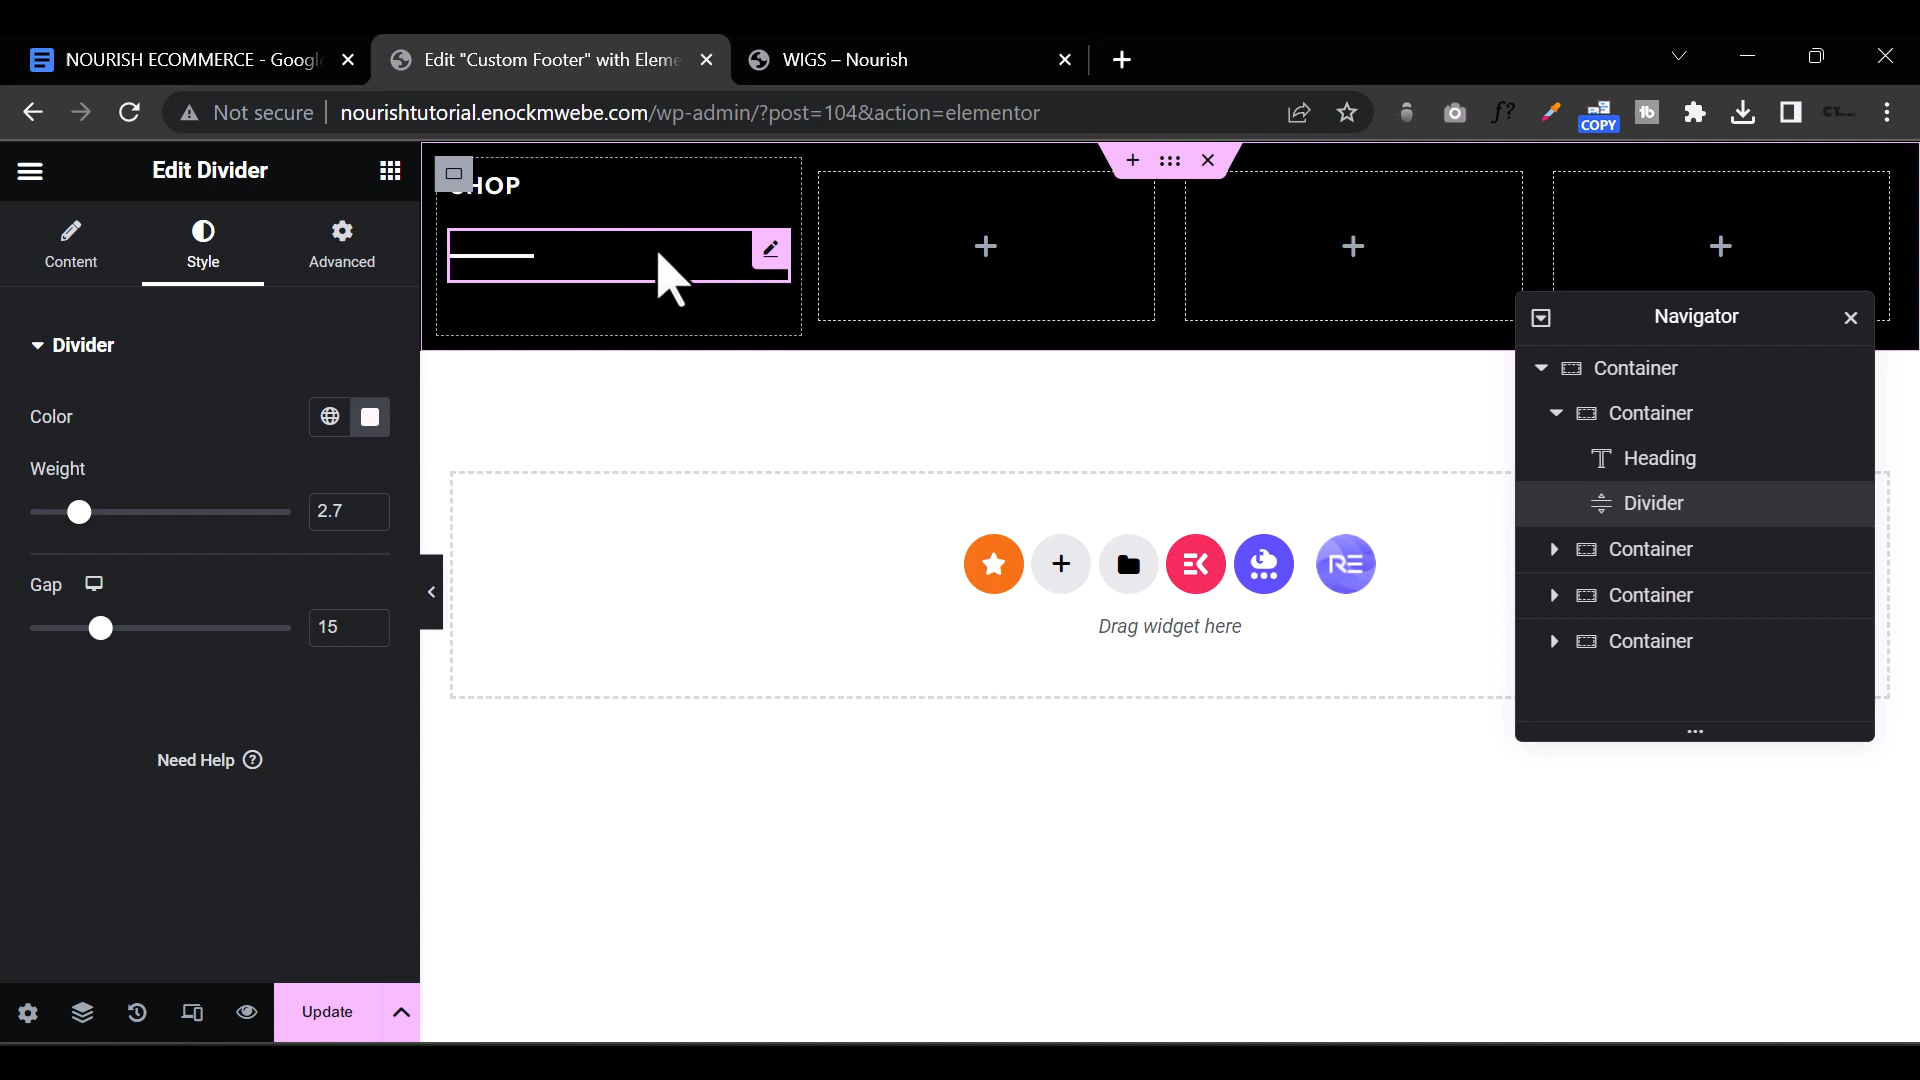 NOURISH ECOMMERCE - Googl
Edit "Custom Footer" with Eleme
WIGS – Nourish
Not secure
nourishtutorial.enockmwebe.com/wp-admin/?post=104&action=elementor
f?
COPY
tb
Edit Divider
Content
Style
Advanced
Divider
Color
Weight
2.7
Gap
15
Need Help
Update
HOP
Navigator
Container
Container
Heading
Divider
Container
Container
Container
RE
Drag widget here